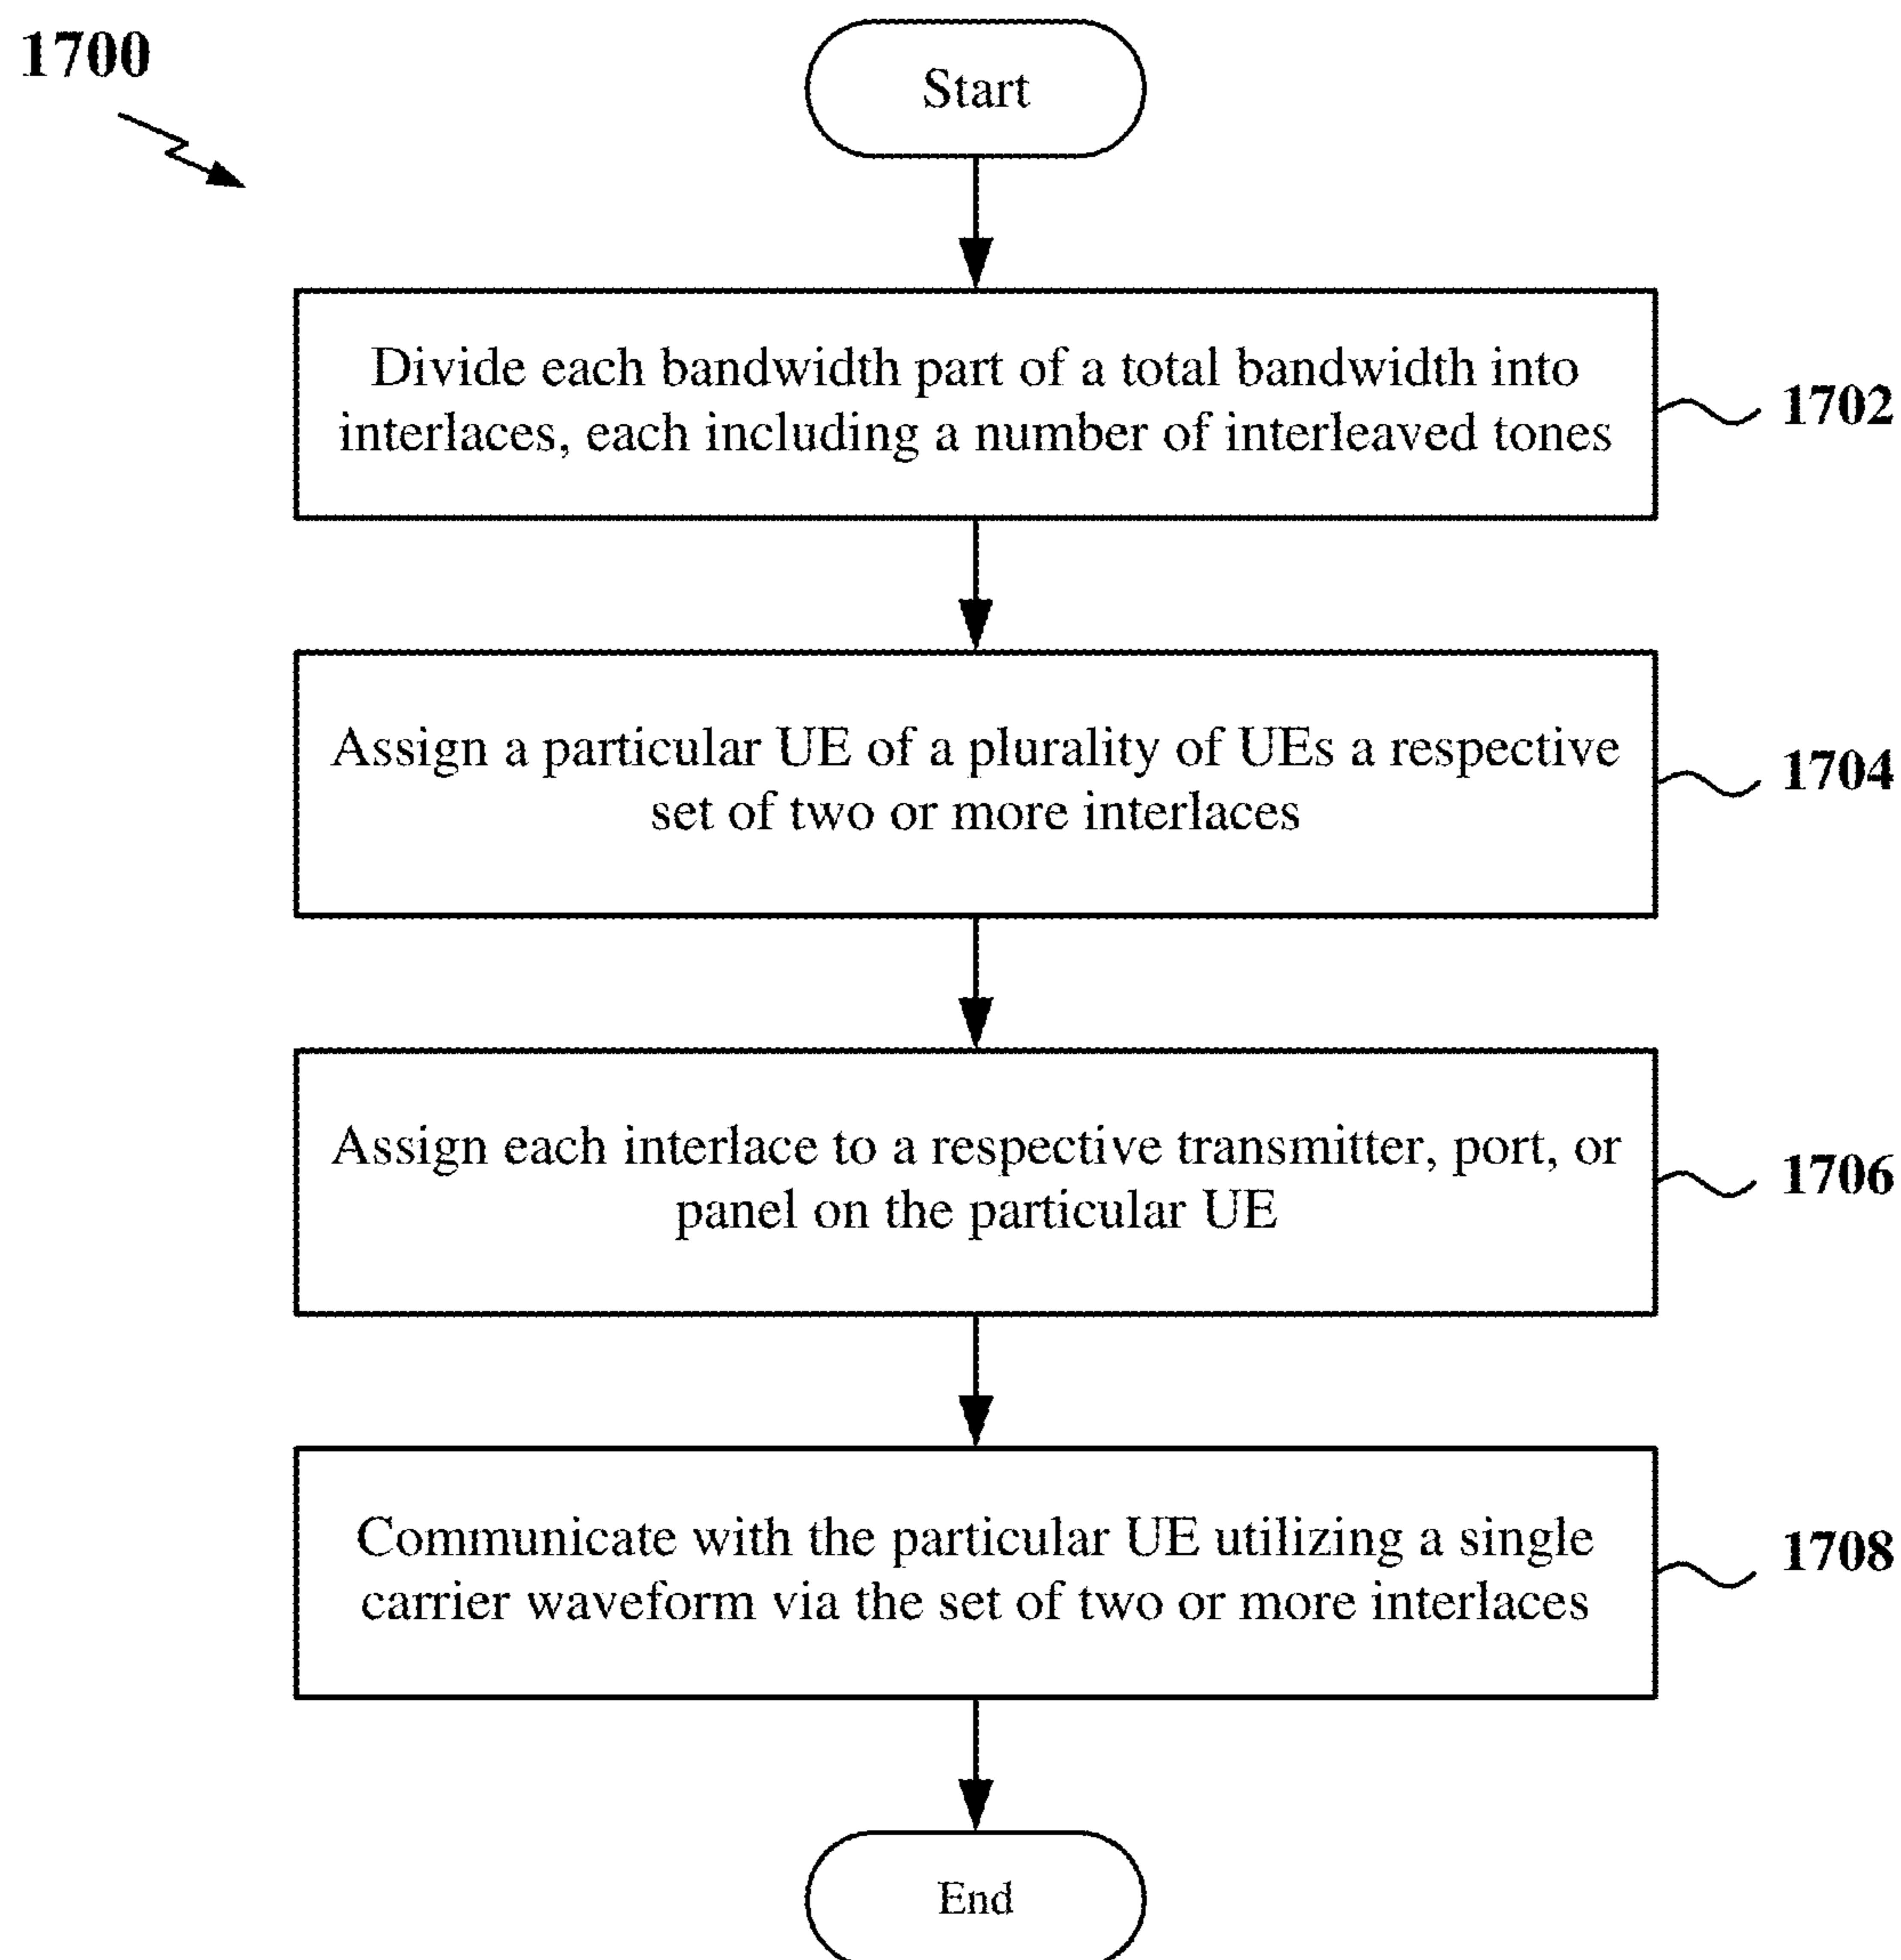 1700
Start
Divide each bandwidth part of a total bandwidth into
interlaces, each including a number of interleaved tones
1702
Assign a particular UE of a plurality of UEs a respective
set of two or more interlaces
1704
Assign each interlace to a respective transmitter, port, or
panel on the particular UE
1706
Communicate with the particular UE utilizing a single
carrier waveform via the set of two or more interlaces
1708
End